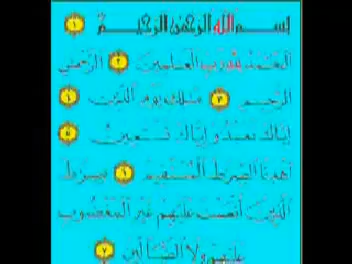 بسم الله الرحمن الرحيم ١
الحمد لله رب العلمين ٢ الرحمن
الرحيم ٣ ملك يوم الدين ٤
إياك نعبد وإياك نستعين ٥
اهدنا الصرط المستقيم ٦ صرط
الذين أنعمت عليهم غير المغضوب
عليهم ولا الضالين ٧